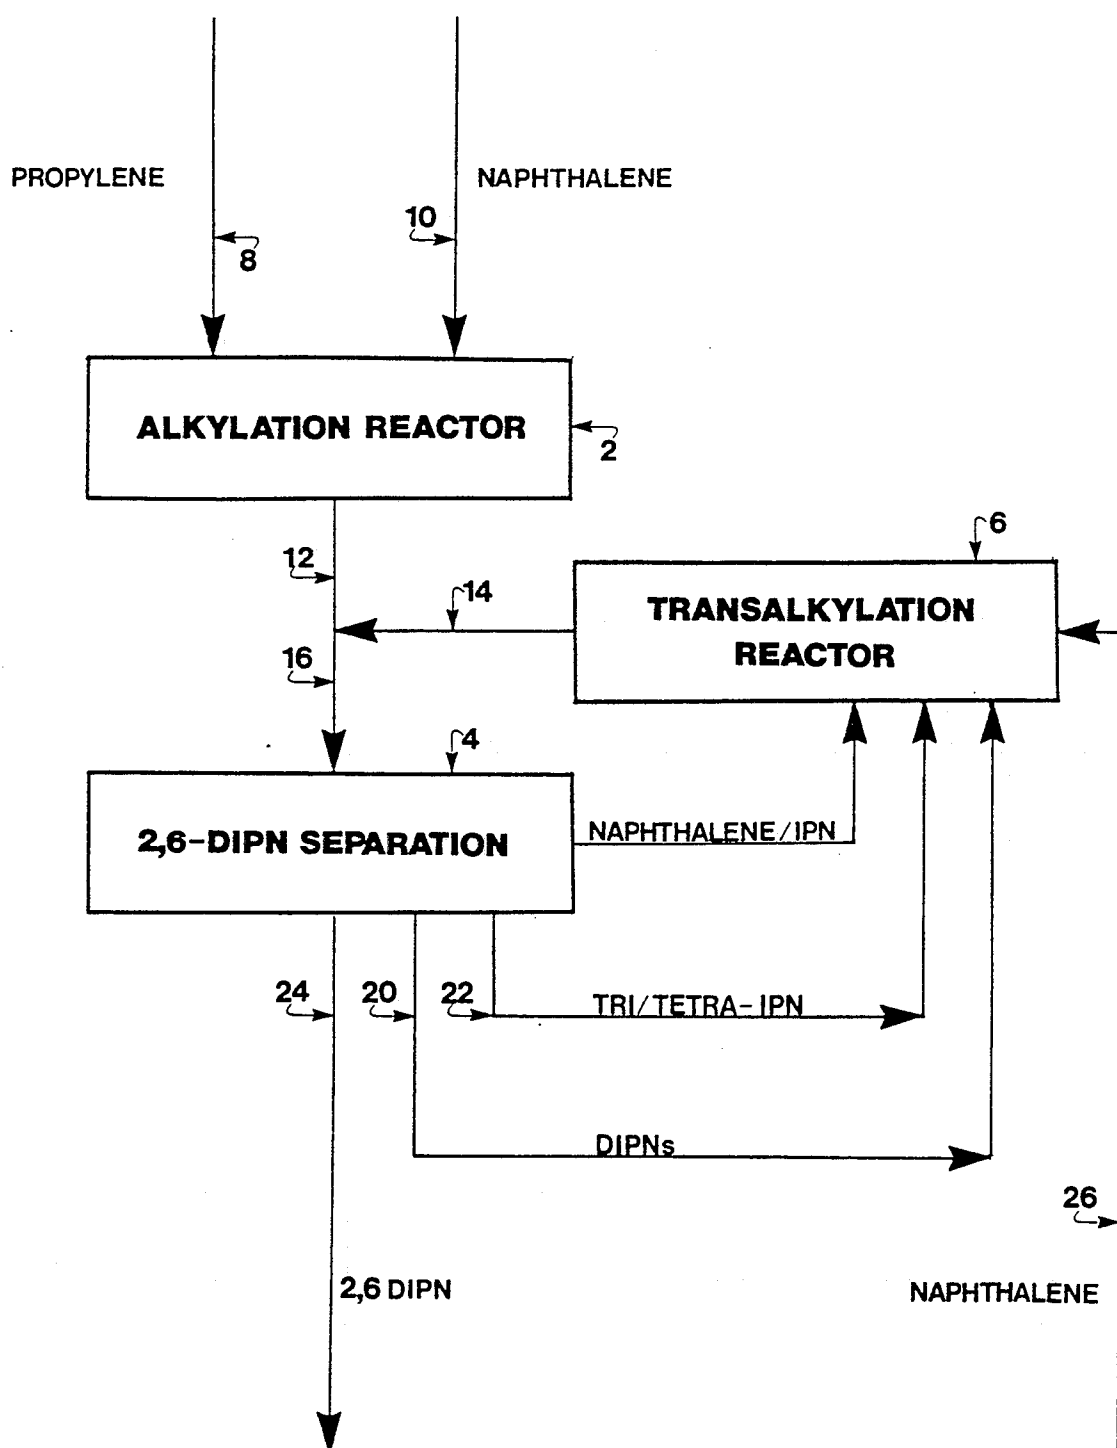 PROPYLENE
NAPHTHALENE
10
8
ALKYLATION REACTOR
2
12
14
6
TRANSALKYLATION
REACTOR
16
4
2,6-DIPN SEPARATION
NAPHTHALENE/IPN
24
20
22
TRI/TETRA-IPN
DIPNs
26
2,6 DIPN
NAPHTHALENE